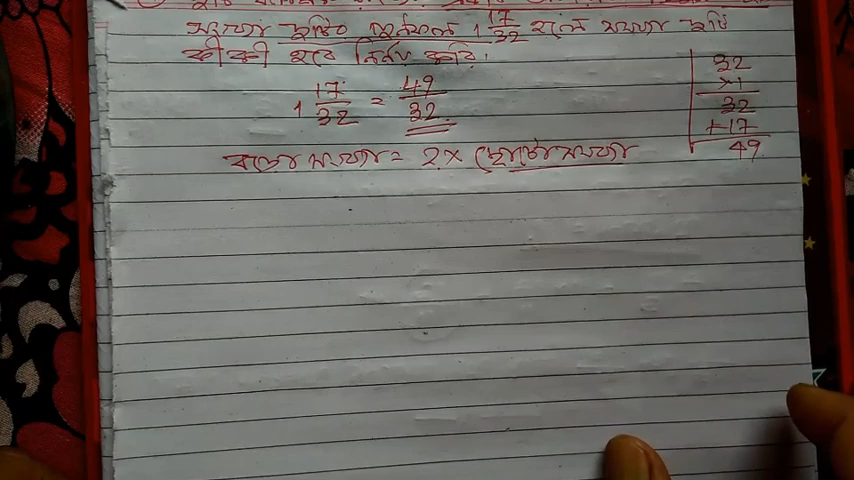 সংখ্যা দুটির গুণফল 1 17/32 হলে সংখ্যা দুটি
কী কী হবে নির্ণয় করি।
1 17/32 = 49/32
বড়ো সংখ্যা = 2 × ছোটো সংখ্যা
32
×1
32
+17
49